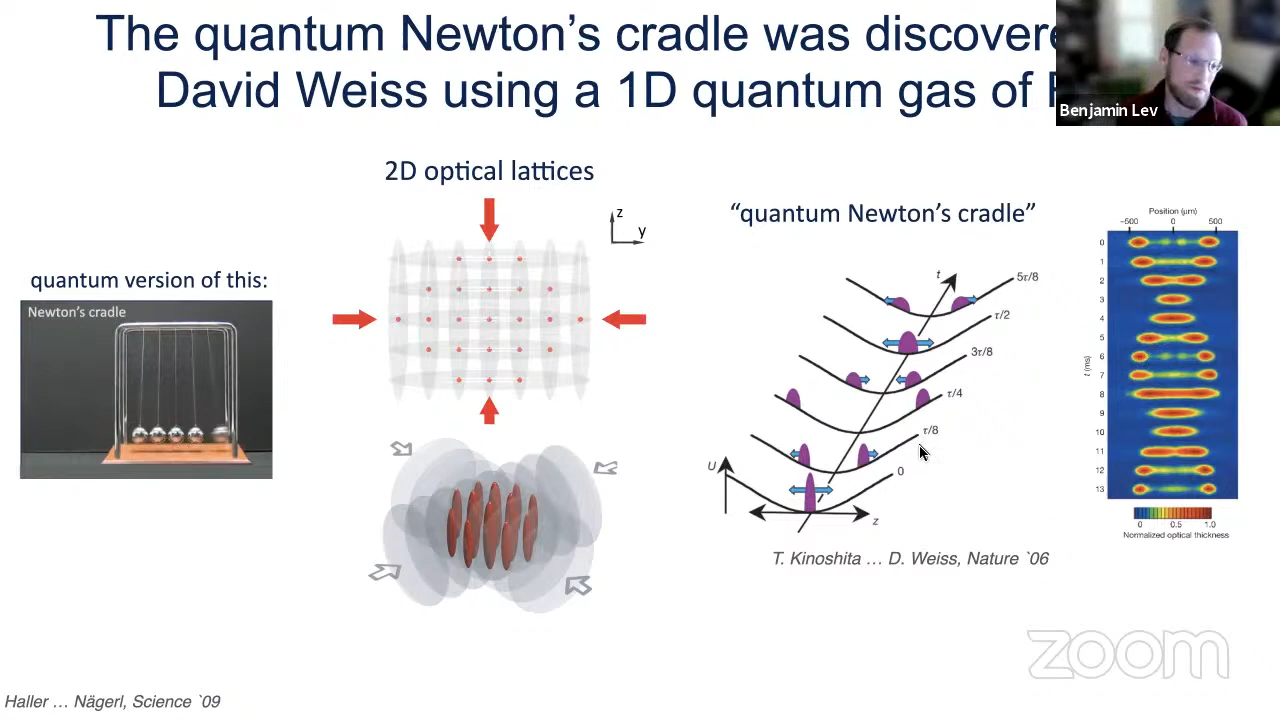 The quantum Newton’s cradle was discovere
David Weiss using a 1D quantum gas of
Benjamin Lev
2D optical lattices
z
y
quantum version of this:
Newton’s cradle
“quantum Newton’s cradle”
t
5τ/8
τ/2
3τ/8
τ/4
τ/8
0
U
z
T. Kinoshita … D. Weiss, Nature `06
Position (μm)
−500 0 500
t (ms)
0
1
2
3
4
5
6
7
8
9
10
11
12
13
0 0.5 1.0
Normalized optical thickness
zoom
Haller … Nägerl, Science `09